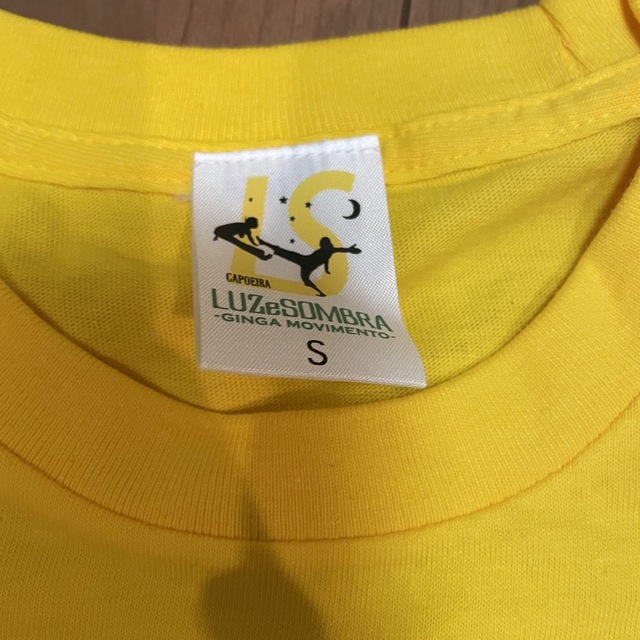 LS
CAPOEIRA
LUZeSOMBRA
-GINGA MOVIMENTO-
S